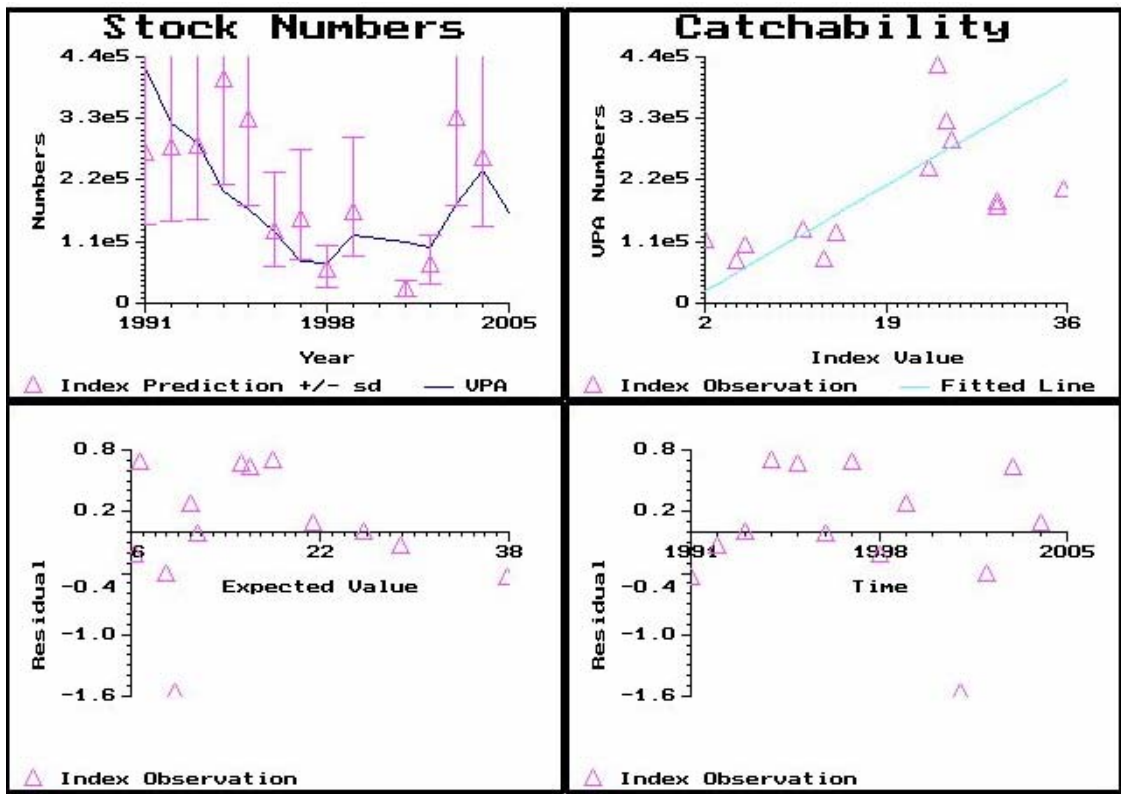 Stock Numbers
4.4e5
3.3e5
2.2e5
1.1e5
0
Numbers
1991 1998 2005
Year
Index Prediction +/- sd VPA
Catchability
4.4e5
3.3e5
2.2e5
1.1e5
0
VPA Numbers
2 19 36
Index Value
Index Observation Fitted Line
0.8
0.2
-0.4
-1.0
-1.6
Residual
6 22 38
Expected Value
Index Observation
0.8
0.2
-0.4
-1.0
-1.6
Residual
1991 1998 2005
Time
Index Observation